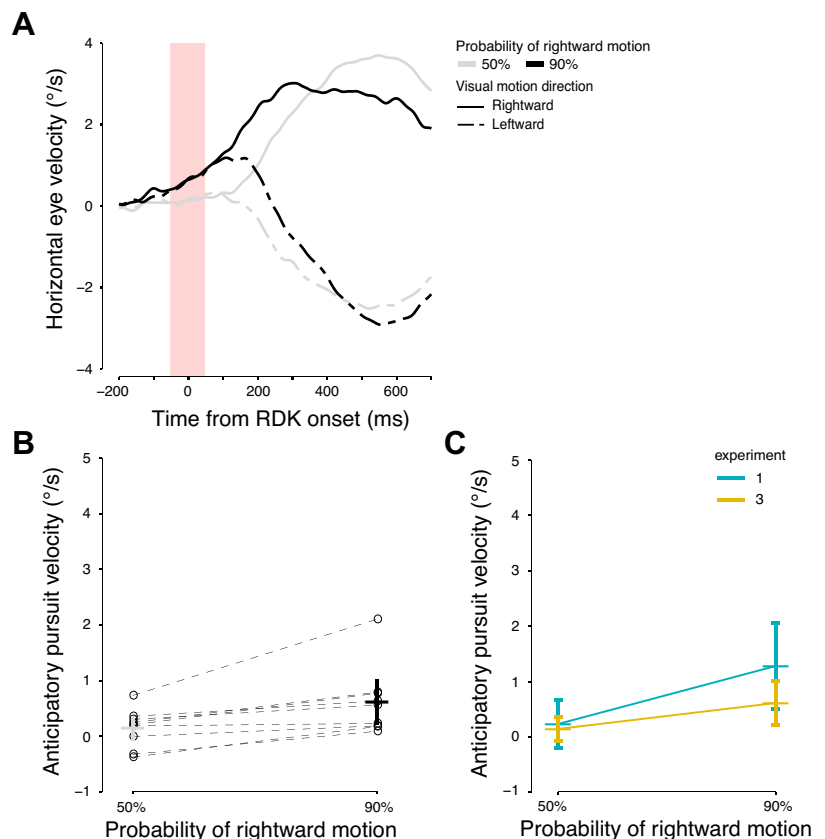 A
Horizontal eye velocity (°/s)
4
2
0
−2
−4
−200
0
200
400
600
Time from RDK onset (ms)
Probability of rightward motion
50% 90%
Visual motion direction
Rightward
Leftward
B
Anticipatory pursuit velocity (°/s)
5
4
3
2
1
0
−1
50%
90%
Probability of rightward motion
C
Anticipatory pursuit velocity (°/s)
5
4
3
2
1
0
−1
50%
90%
Probability of rightward motion
experiment
1
3